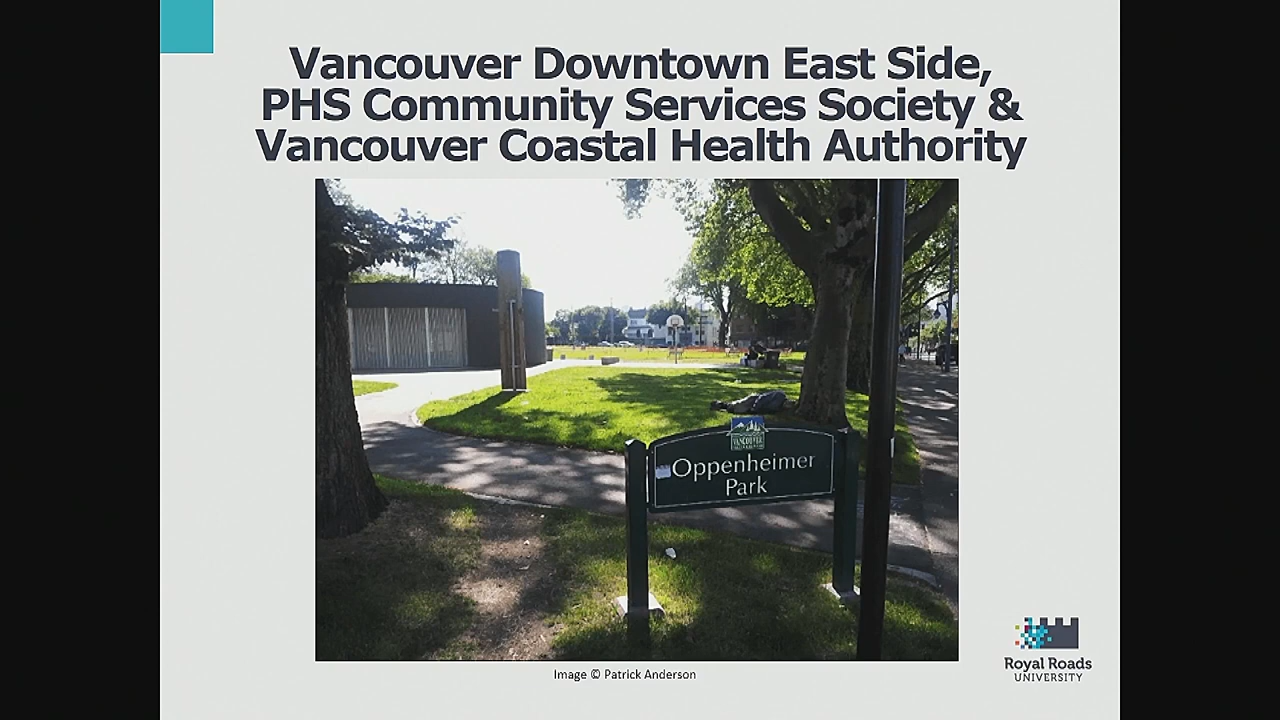 Vancouver Downtown East Side,
PHS Community Services Society &
Vancouver Coastal Health Authority
VANCOUVER
Oppenheimer
Park
Image © Patrick Anderson
Royal Roads
UNIVERSITY